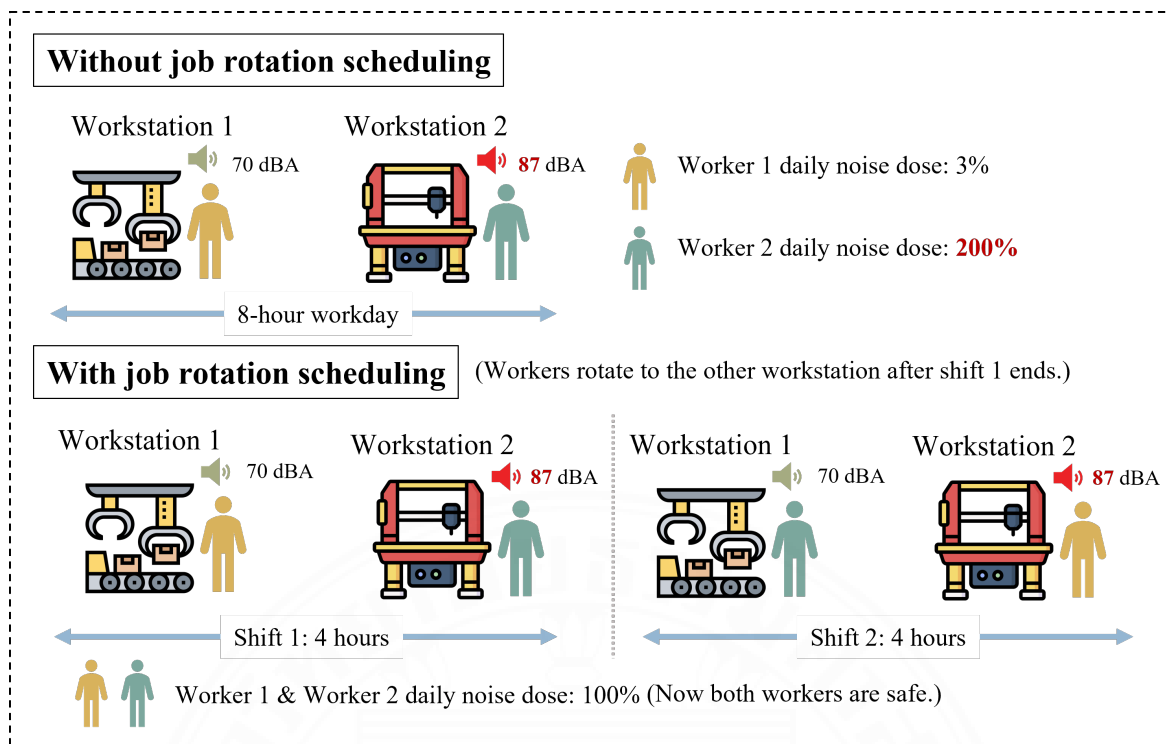 Without job rotation scheduling
Workstation 1
Workstation 2
70 dBA
87 dBA
Worker 1 daily noise dose: 3%
Worker 2 daily noise dose: 200%
8-hour workday
With job rotation scheduling
(Workers rotate to the other workstation after shift 1 ends.)
Workstation 1
Workstation 2
70 dBA
87 dBA
Shift 1: 4 hours
Workstation 1
Workstation 2
70 dBA
87 dBA
Shift 2: 4 hours
Worker 1 & Worker 2 daily noise dose: 100% (Now both workers are safe.)